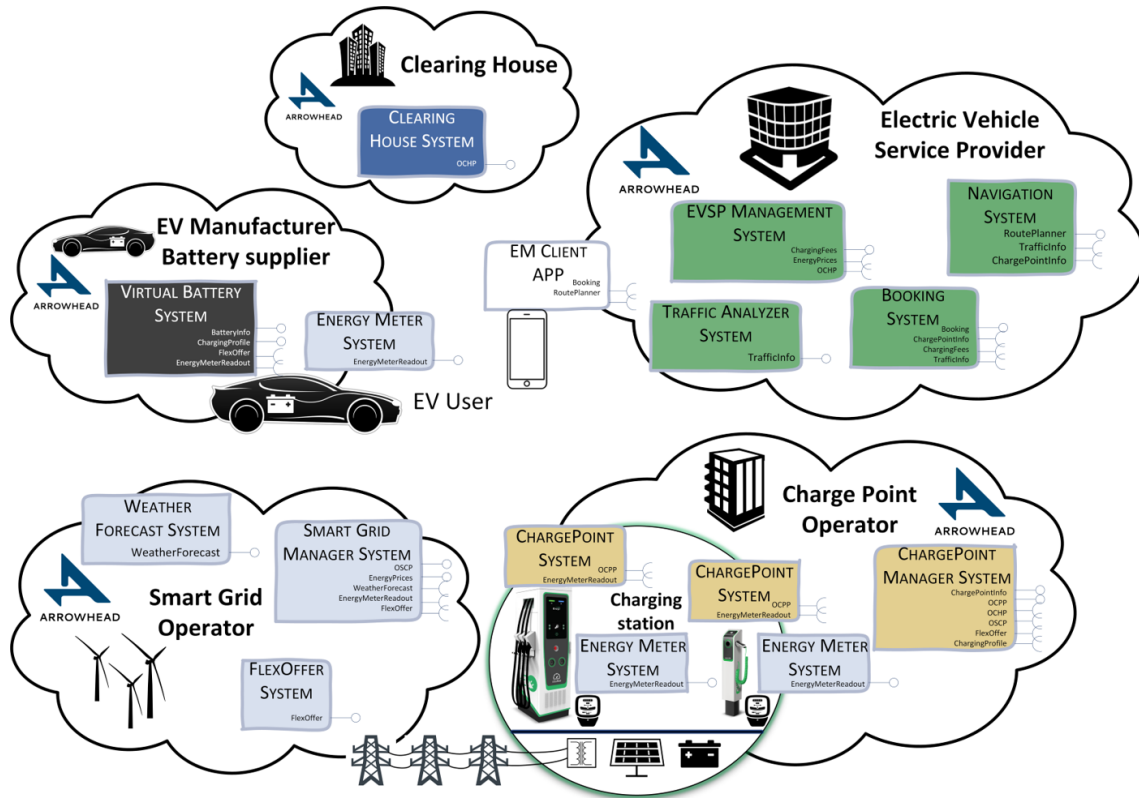 Clearing House
ARROWHEAD
CLEARING
HOUSE SYSTEM
OCHP
Electric Vehicle
Service Provider
ARROWHEAD
EVSP MANAGEMENT
SYSTEM
ChargingFees
EnergyPrices
OCHP
NAVIGATION
SYSTEM
RoutePlanner
TrafficInfo
ChargePointInfo
TRAFFIC ANALYZER
SYSTEM
TrafficInfo
BOOKING
SYSTEM
Booking
ChargePointInfo
ChargingFees
TrafficInfo
EM CLIENT
APP
Booking
RoutePlanner
EV Manufacturer
Battery supplier
ARROWHEAD
VIRTUAL BATTERY
SYSTEM
BatteryInfo
ChargingProfile
FlexOffer
EnergyMeterReadout
ENERGY METER
SYSTEM
EnergyMeterReadout
EV User
WEATHER
FORECAST SYSTEM
WeatherForecast
SMART GRID
MANAGER SYSTEM
OSCP
EnergyPrices
WeatherForecast
EnergyMeterReadout
FlexOffer
ARROWHEAD
Smart Grid
Operator
FLEXOFFER
SYSTEM
FlexOffer
Charge Point
Operator
ARROWHEAD
CHARGEPOINT
SYSTEM
OCPP
EnergyMeterReadout
CHARGEPOINT
SYSTEM
OCPP
EnergyMeterReadout
CHARGEPOINT
MANAGER SYSTEM
ChargePointInfo
OCPP
OCHP
OSCP
FlexOffer
ChargingProfile
Charging
station
ENERGY METER
SYSTEM
EnergyMeterReadout
ENERGY METER
SYSTEM
EnergyMeterReadout